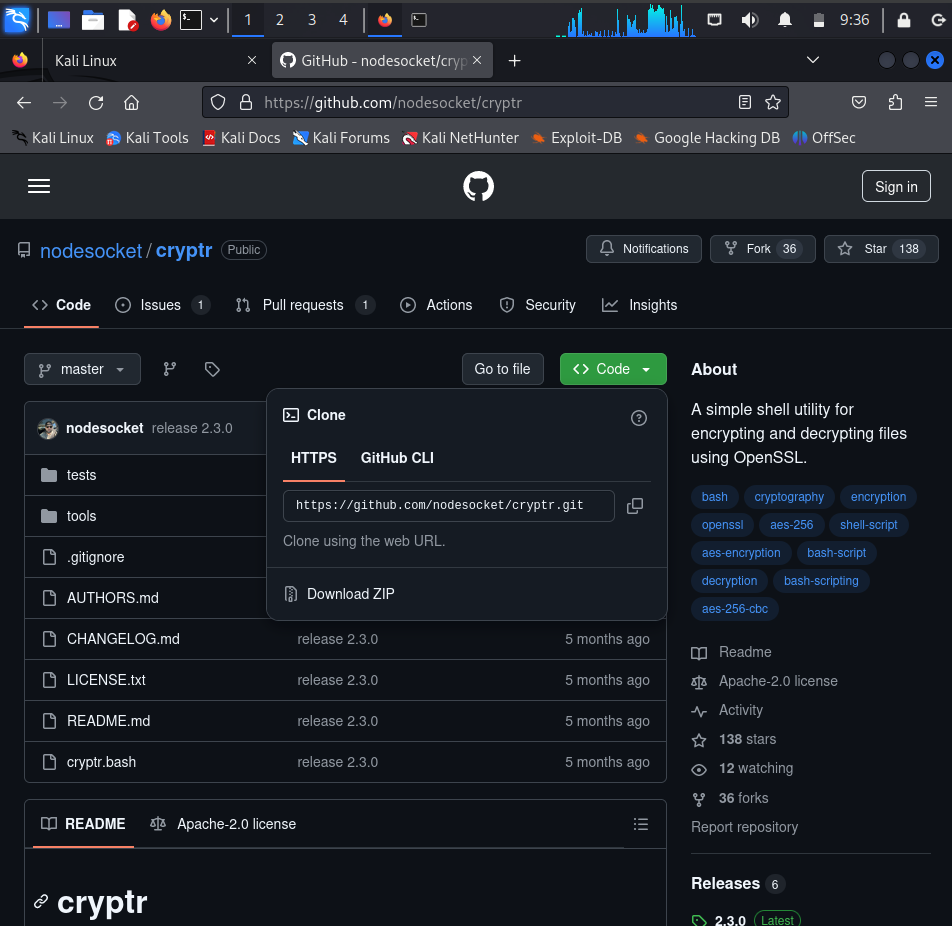 1 2 3 4
9:36
Kali Linux
GitHub - nodesocket/cryp
https://github.com/nodesocket/cryptr
Kali Linux Kali Tools Kali Docs Kali Forums Kali NetHunter Exploit-DB Google Hacking DB OffSec
Sign in
nodesocket / cryptr Public
Notifications Fork 36 Star 138
Code Issues 1 Pull requests 1 Actions Security Insights
master Go to file Code
nodesocket release 2.3.0
tests
tools
.gitignore
AUTHORS.md
CHANGELOG.md release 2.3.0 5 months ago
LICENSE.txt release 2.3.0 5 months ago
README.md release 2.3.0 5 months ago
cryptr.bash release 2.3.0 5 months ago
Clone
HTTPS GitHub CLI
https://github.com/nodesocket/cryptr.git
Clone using the web URL.
Download ZIP
README Apache-2.0 license
cryptr
About
A simple shell utility for
encrypting and decrypting files
using OpenSSL.
bash cryptography encryption
openssl aes-256 shell-script
aes-encryption bash-script
decryption bash-scripting
aes-256-cbc
Readme
Apache-2.0 license
Activity
138 stars
12 watching
36 forks
Report repository
Releases 6
2.3.0 Latest